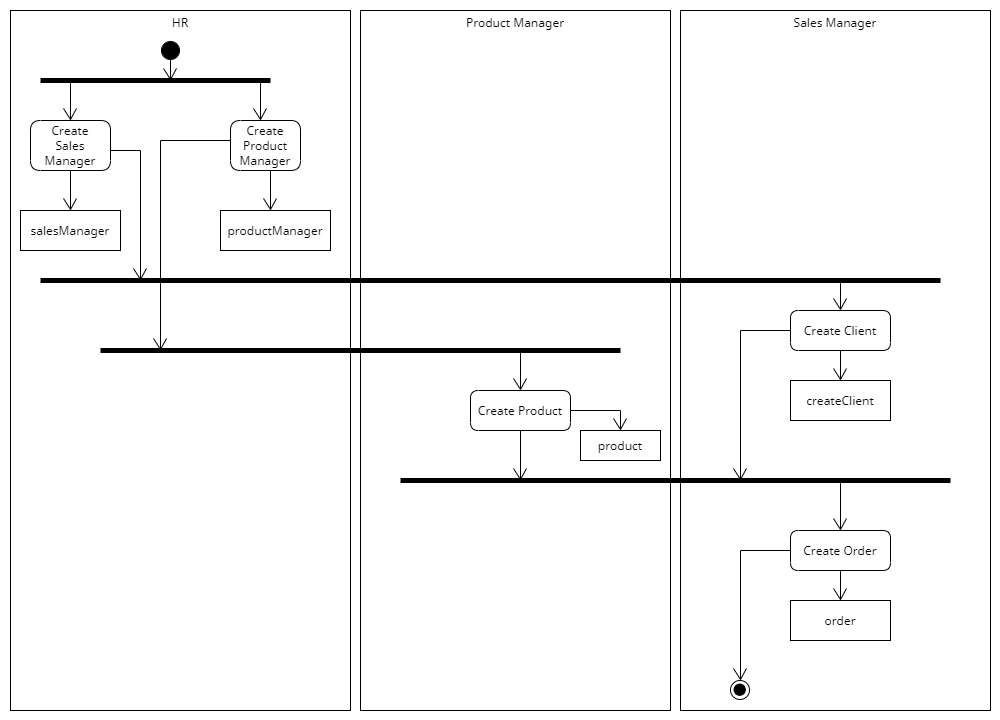 HR
Product Manager
Sales Manager
Create
Sales
Manager
Create
Product
Manager
salesManager
productManager
Create Client
createClient
Create Product
product
Create Order
order